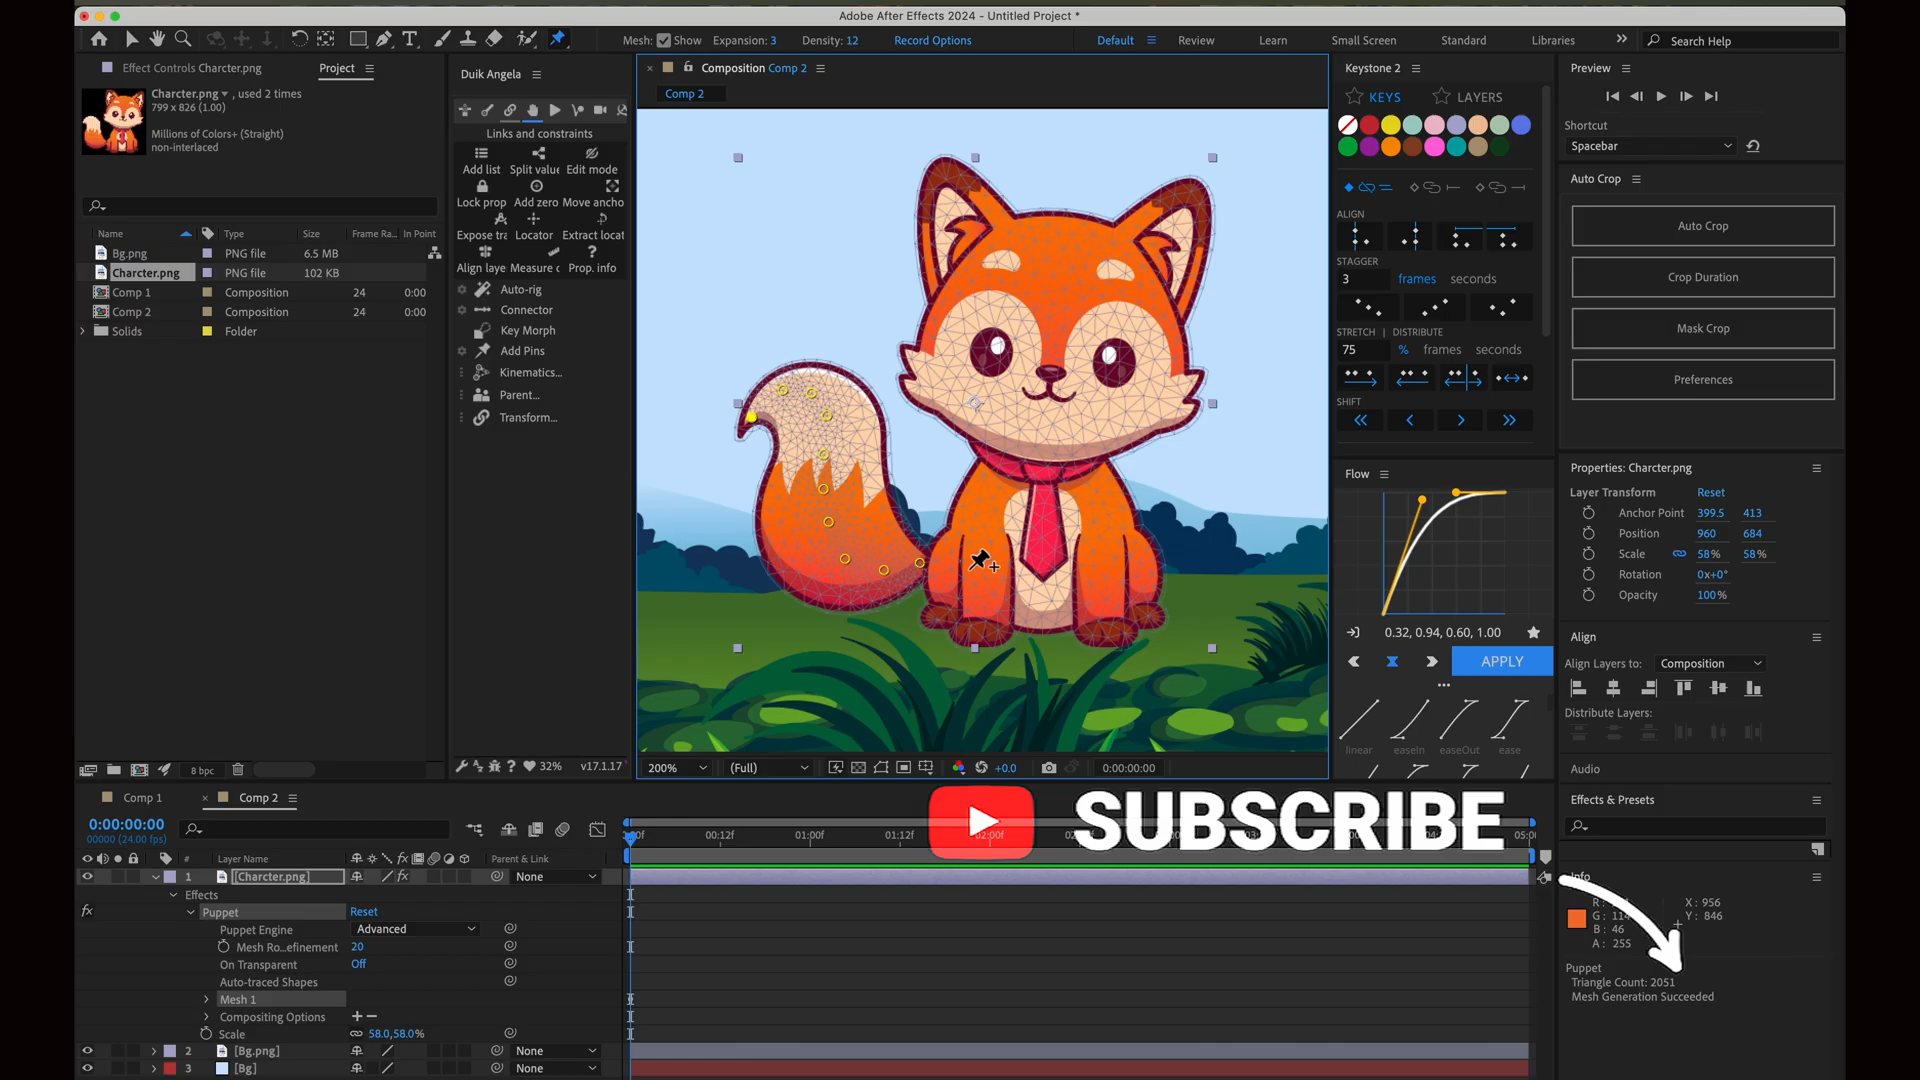 Adobe After Effects 2024 - Untitled Project *
Mesh: Show Expansion: 3 Density: 12 Record Options
Default Review Learn Small Screen Standard Libraries Search Help
Effect Controls Charcter.png Project
Charcter.png , used 2 times
799 x 826 (1.00)
Millions of Colors+ (Straight)
non-interlaced
Name Type Size Frame Ra.. In Point
Bg.png PNG file 6.5 MB
Charcter.png PNG file 102 KB
Comp 1 Composition 24 0:00
Comp 2 Composition 24 0:00
Solids Folder
8 bpc
Duik Angela
Links and constraints
Add list Split value Edit mode
Lock prop Add zero Move ancho
Expose tra Locator Extract locat
Align laye Measure Prop. info
Auto-rig
Connector
Key Morph
Add Pins
Kinematics...
Parent...
Transform...
32% v17.1.17
Composition Comp 2
Comp 2
200% (Full) +0.0 0:00:00:00
Keystone 2
KEYS LAYERS
ALIGN
STAGGER
3 frames seconds
STRETCH | DISTRIBUTE
75 % frames seconds
SHIFT
Flow
0.32, 0.94, 0.60, 1.00
APPLY
linear easeIn easeOut ease
Preview
Shortcut
Spacebar
Auto Crop
Auto Crop
Crop Duration
Mask Crop
Preferences
Properties: Charcter.png
Layer Transform Reset
Anchor Point 399.5 413
Position 960 684
Scale 58% 58%
Rotation 0x+0°
Opacity 100%
Align
Align Layers to: Composition
Distribute Layers:
Audio
Effects & Presets
Info
R :
G : 114
B : 46
A : 255
X : 956
Y : 846
Puppet
Triangle Count: 2051
Mesh Generation Succeeded
Comp 1 Comp 2
0:00:00:00
00000 (24.00 fps)
00:12f 01:00f 01:12f 02:00f
SUBSCRIBE
# Layer Name Parent & Link
1 [Charcter.png] None
Effects
fx Puppet Reset
Puppet Engine Advanced
Mesh Ro...efinement 20
On Transparent Off
Auto-traced Shapes
Mesh 1
Compositing Options + −
Scale 58.0,58.0%
2 [Bg.png] None
3 [Bg] None